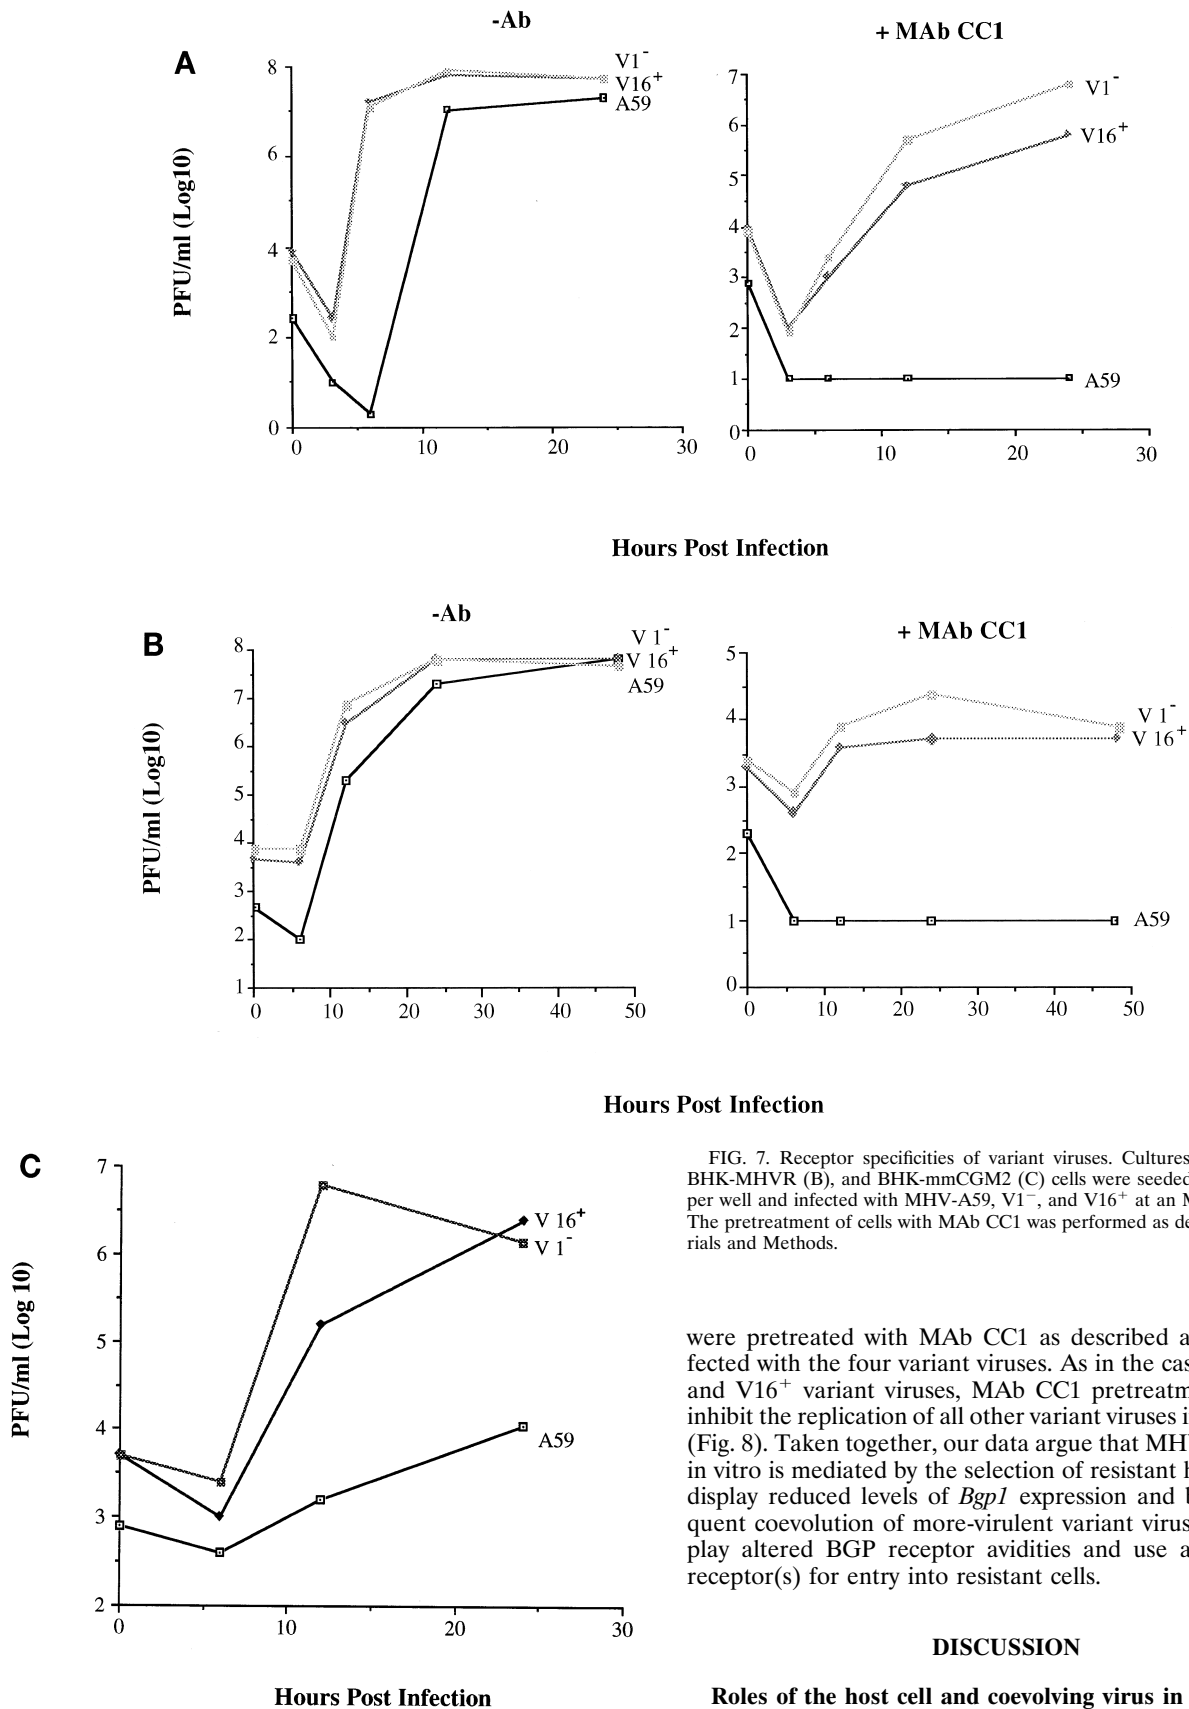 -Ab
+ MAb CC1
A
8
6
4
2
0
PFU/ml (Log10)
V1-
V16+
A59
0
10
20
30
7
6
5
4
3
2
1
0
V1-
V16+
A59
0
10
20
30
Hours Post Infection
B
-Ab
+ MAb CC1
8
7
6
5
4
3
2
1
PFU/ml (Log10)
V 1-
V 16+
A59
0
10
20
30
40
50
5
4
3
2
1
0
V 1-
V 16+
A59
0
10
20
30
40
50
Hours Post Infection
C
7
6
5
4
3
2
PFU/ml (Log 10)
V 16+
V 1-
A59
0
10
20
30
Hours Post Infection
FIG. 7. Receptor specificities of variant viruses. Cultures
BHK-MHVR (B), and BHK-mmCGM2 (C) cells were seeded
per well and infected with MHV-A59, V1−, and V16+ at an M
The pretreatment of cells with MAb CC1 was performed as de
rials and Methods.
were pretreated with MAb CC1 as described a
fected with the four variant viruses. As in the cas
and V16+ variant viruses, MAb CC1 pretreatm
inhibit the replication of all other variant viruses i
(Fig. 8). Taken together, our data argue that MH
in vitro is mediated by the selection of resistant h
display reduced levels of Bgp1 expression and b
quent coevolution of more-virulent variant virus
play altered BGP receptor avidities and use a
receptor(s) for entry into resistant cells.
DISCUSSION
Roles of the host cell and coevolving virus in